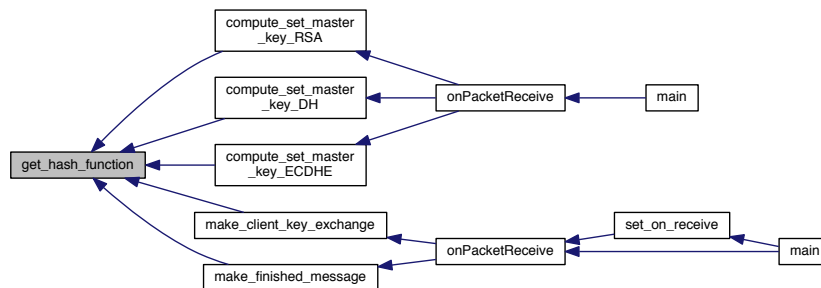 compute_set_master
_key_RSA
compute_set_master
_key_DH
onPacketReceive
main
get_hash_function
compute_set_master
_key_ECDHE
make_client_key_exchange
set_on_receive
onPacketReceive
main
make_finished_message